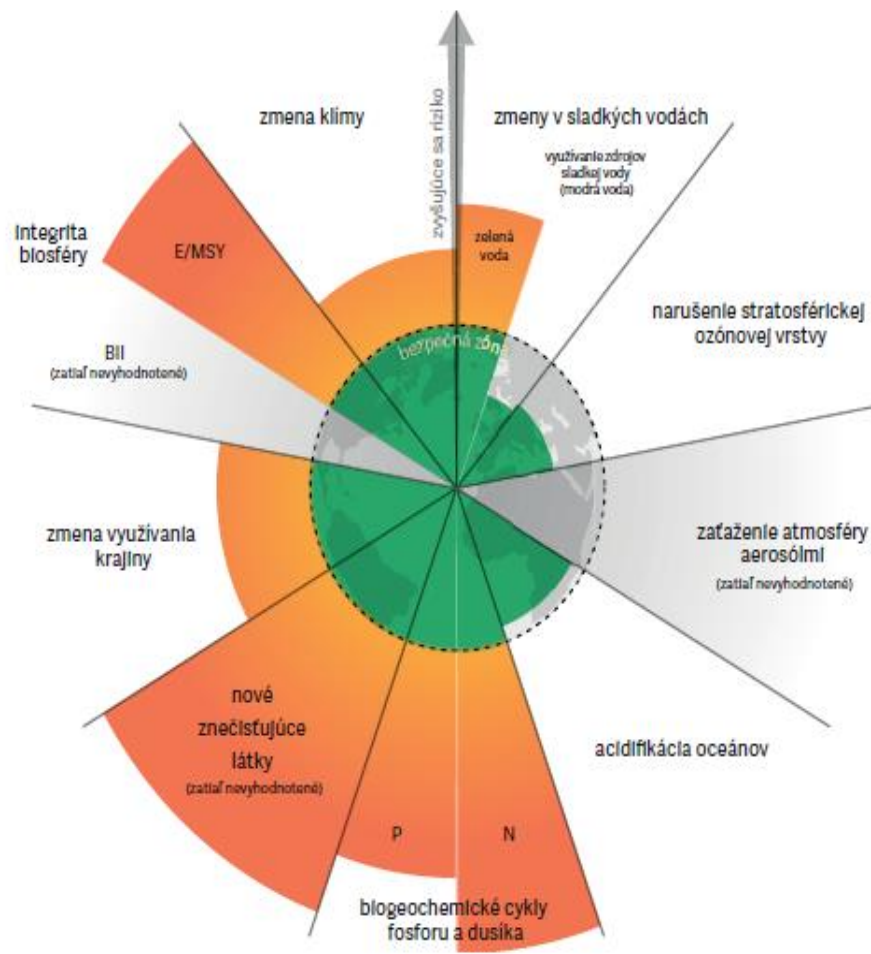 zmena klímy
zvyšujúce sa riziko
zmeny v sladkých vodách
využívanie zdrojov
sladkej vody
(modrá voda)
zelená
voda
integrita
biosféry
E/MSY
BII
(zatiaľ nevyhodnotené)
bezpečná zóna
narušenie stratosférickej
ozónovej vrstvy
zmena využívania
krajiny
zaťaženie atmosféry
aerosólmi
(zatiaľ nevyhodnotené)
nové
znečisťujúce
látky
(zatiaľ nevyhodnotené)
acidifikácia oceánov
P
N
biogeochemické cykly
fosforu a dusíka